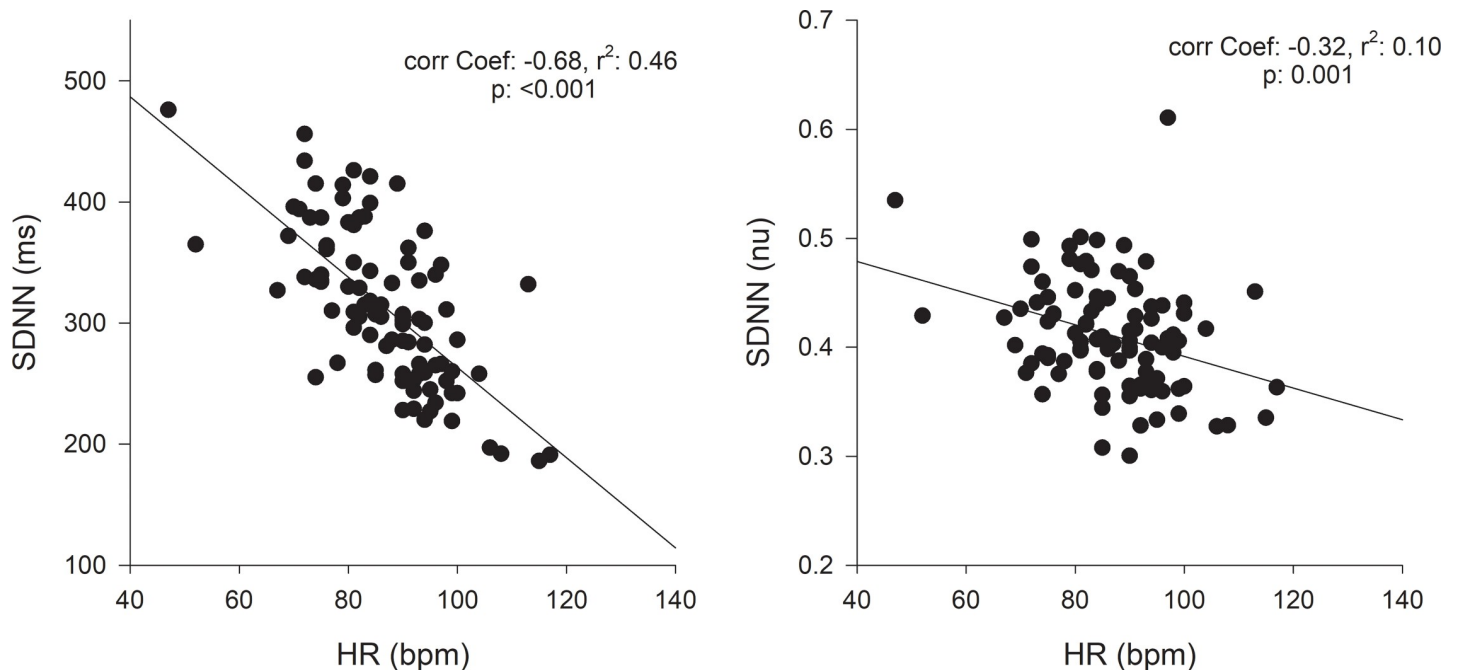 corr Coef: -0.68, r²: 0.46
p: <0.001
500
400
300
200
100
SDNN (ms)
40 60 80 100 120 140
HR (bpm)
corr Coef: -0.32, r²: 0.10
p: 0.001
0.7
0.6
0.5
0.4
0.3
0.2
SDNN (nu)
40 60 80 100 120 140
HR (bpm)